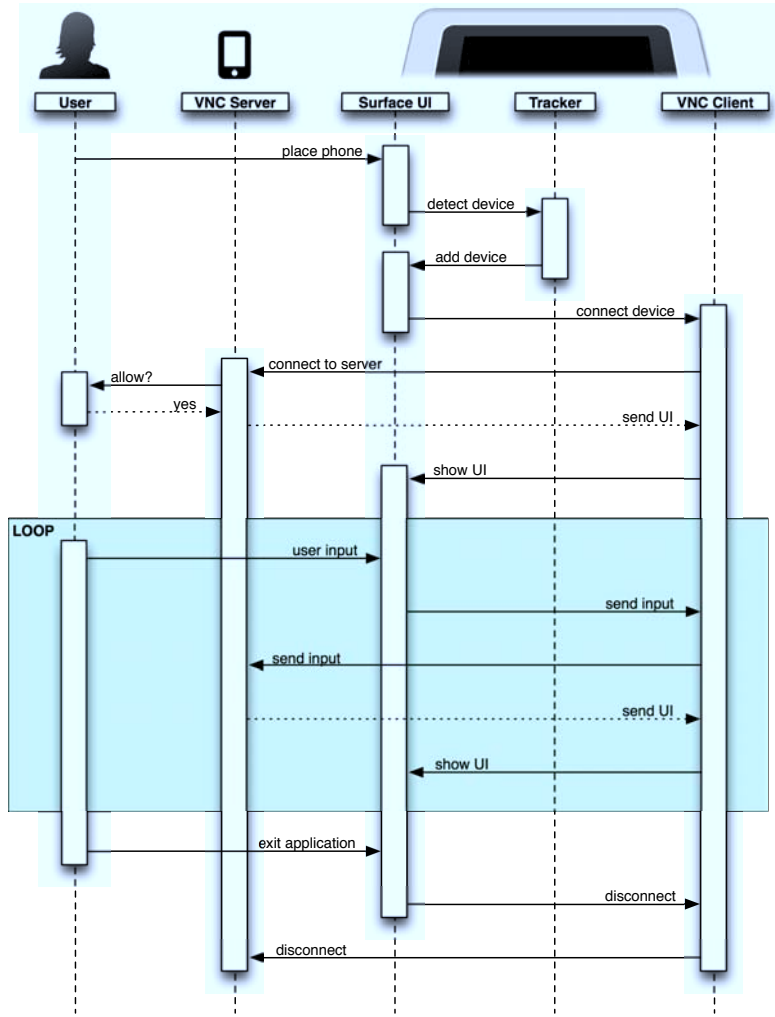 User
VNC Server
Surface UI
Tracker
VNC Client
place phone
detect device
add device
connect device
connect to server
allow?
yes
send UI
show UI
LOOP
user input
send input
send input
send UI
show UI
exit application
disconnect
disconnect